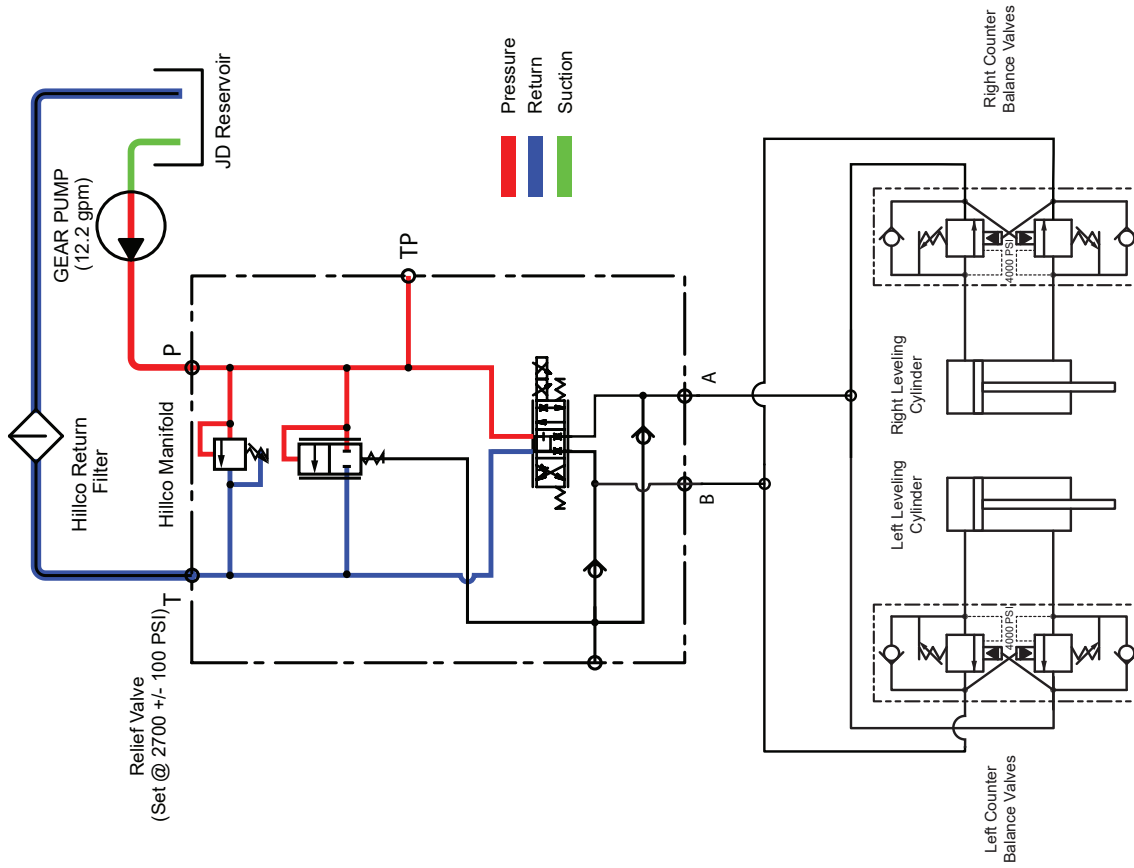 JD Reservoir
GEAR PUMP
(12.2 gpm)
Hillco Return
Filter
Pressure
Return
Suction
Hillco Manifold
P
TP
T
Relief Valve
(Set @ 2700 +/- 100 PSI)
A
B
Right Counter
Balance Valves
4000 PSI
Right Leveling
Cylinder
Left Leveling
Cylinder
4000 PSI
Left Counter
Balance Valves